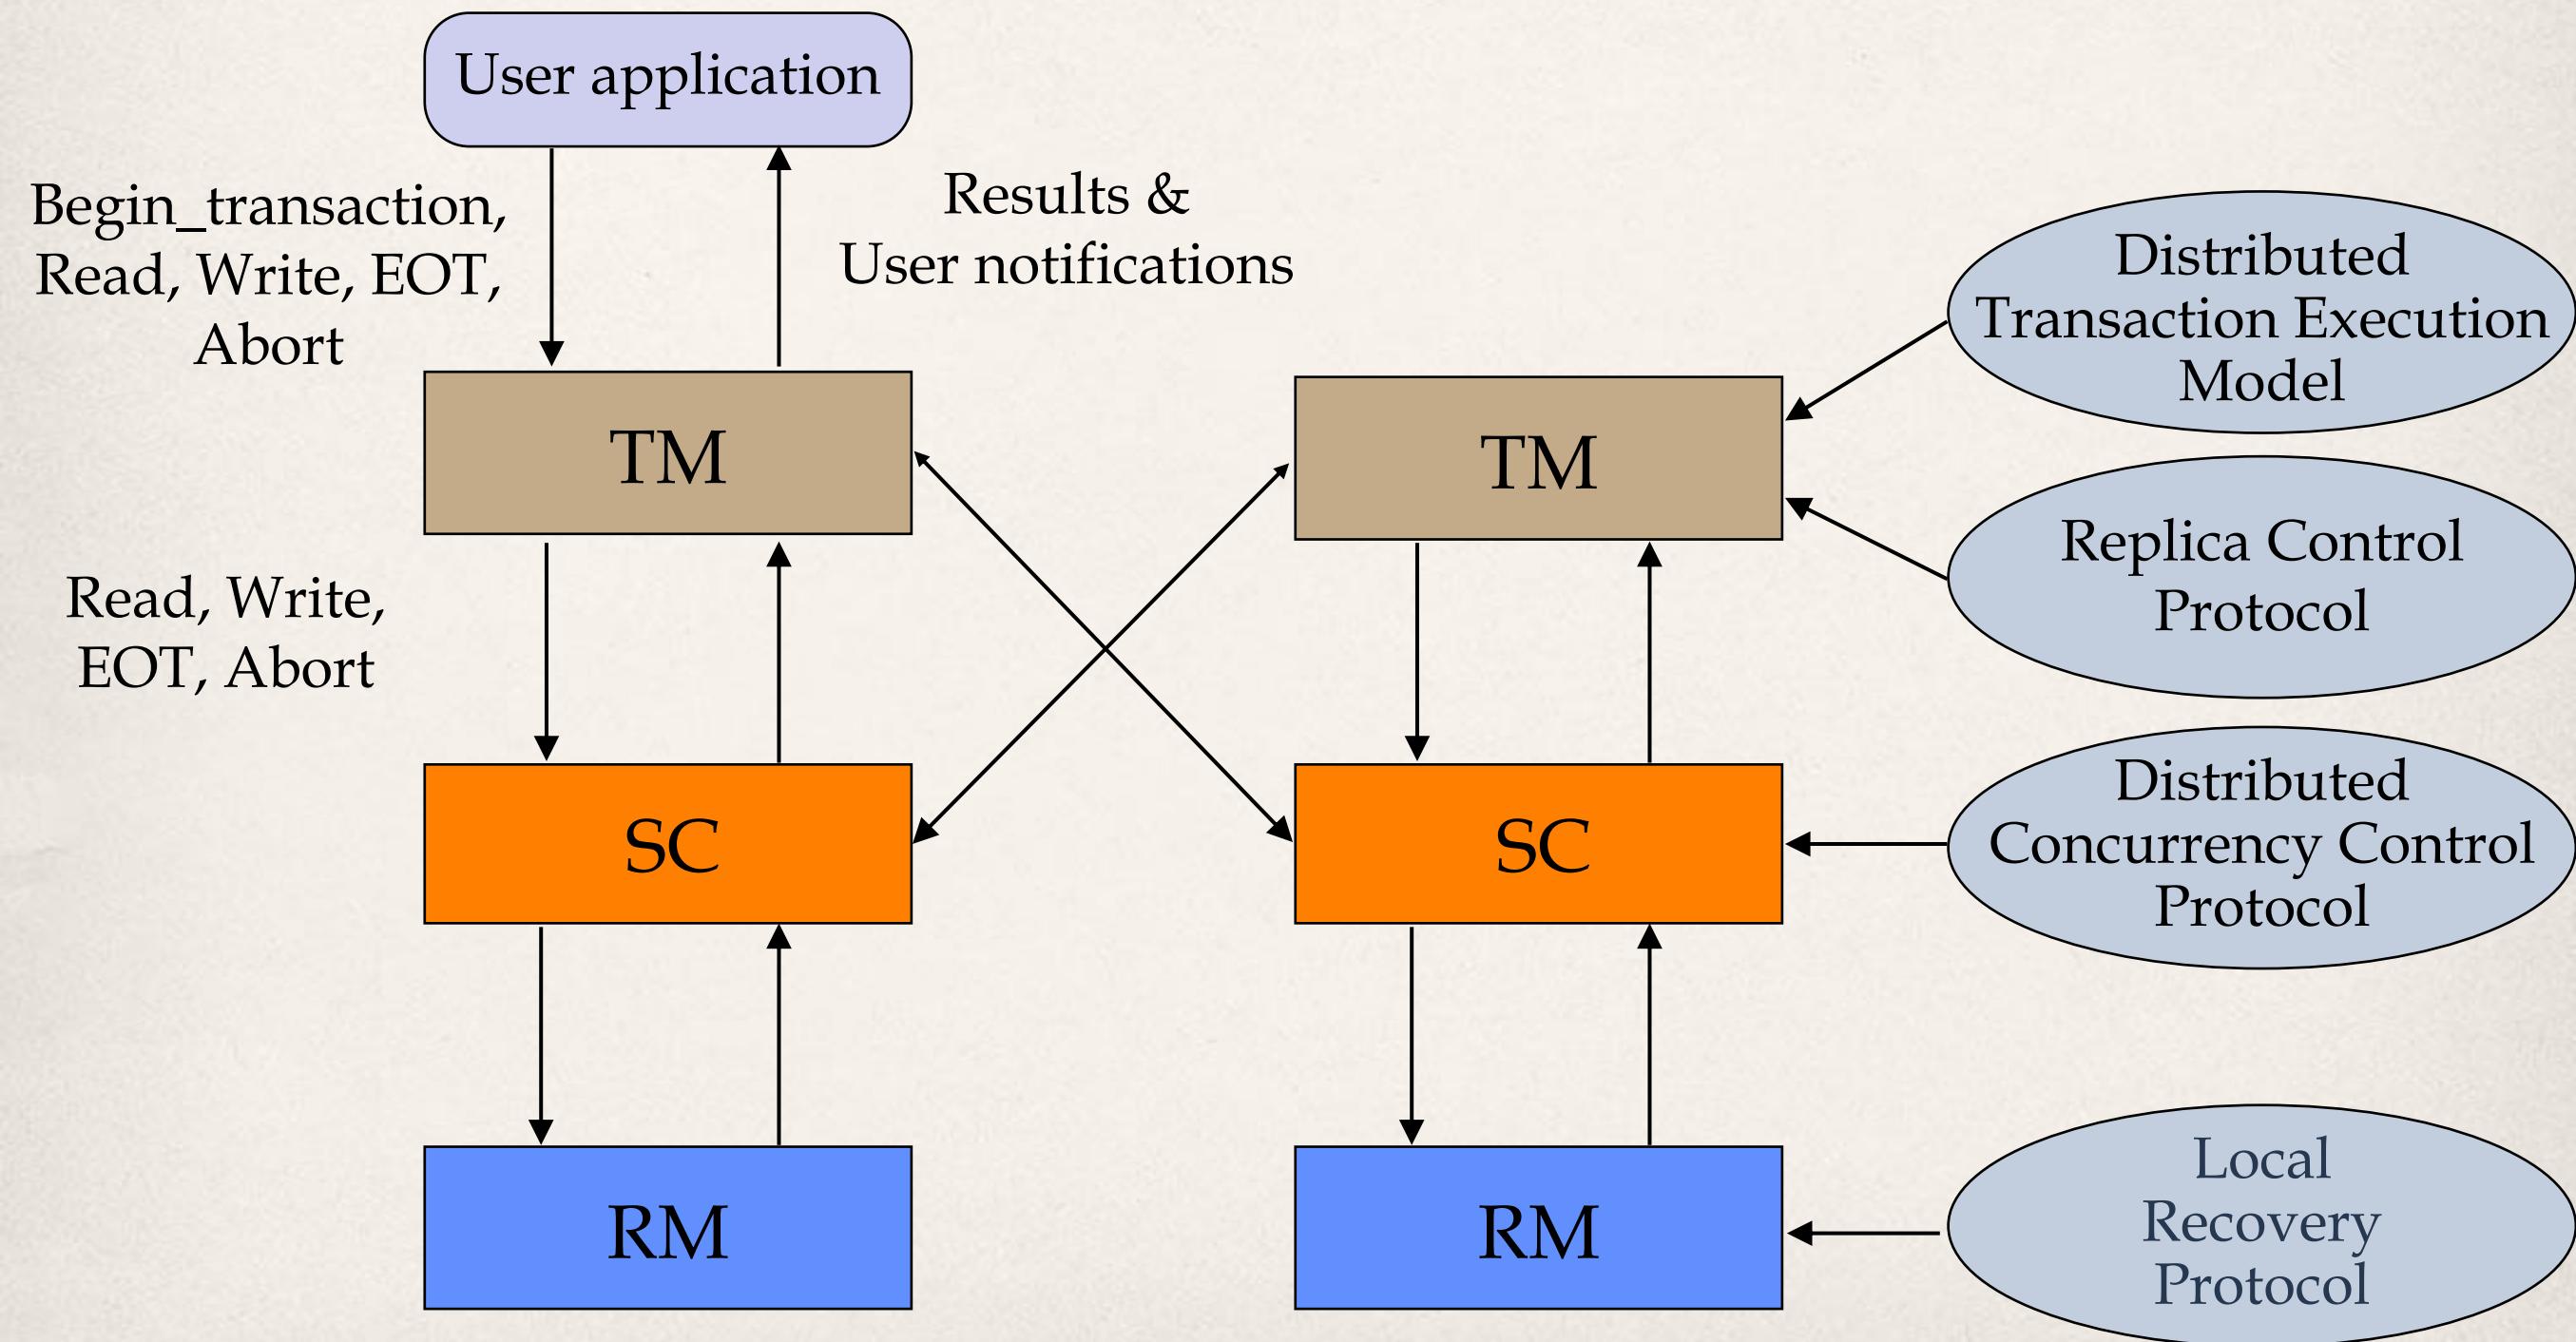 User application
Begin_transaction,
Read, Write, EOT,
Abort
Results &
User notifications
TM
TM
Distributed
Transaction Execution
Model
Replica Control
Protocol
Read, Write,
EOT, Abort
SC
SC
Distributed
Concurrency Control
Protocol
RM
RM
Local
Recovery
Protocol